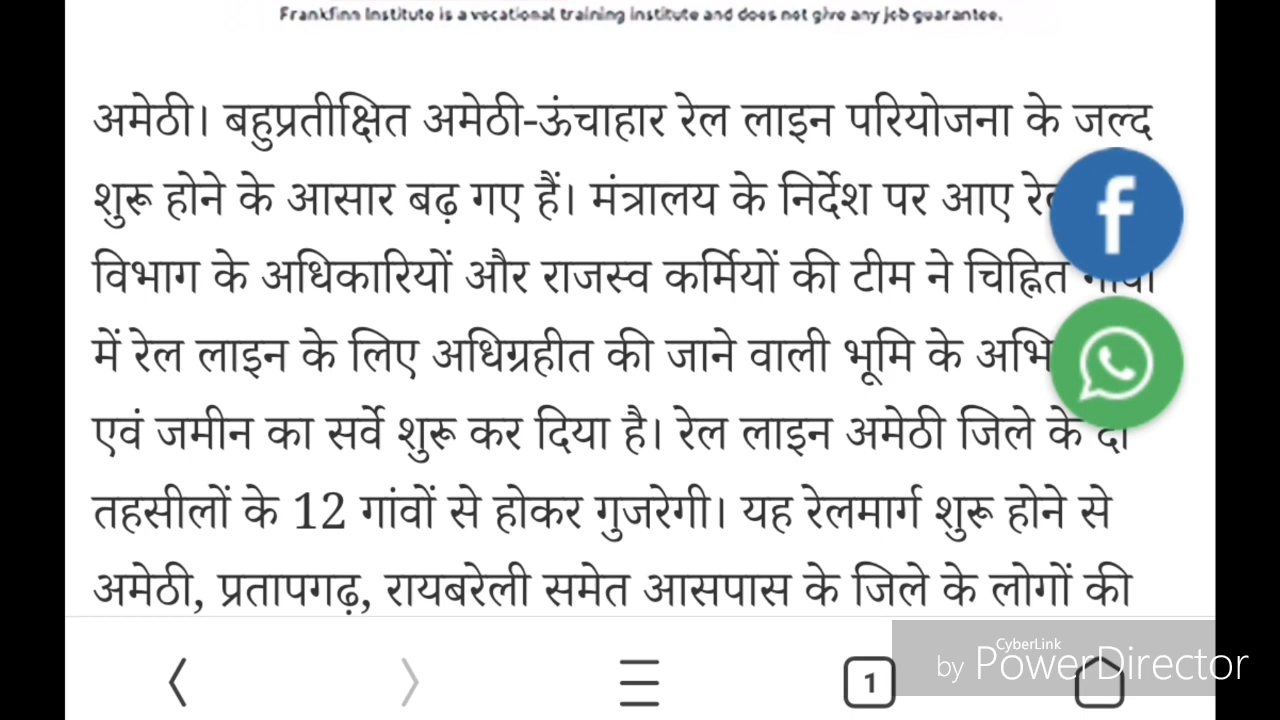 Frankfinn Institute is a vocational training institute and does not give any job guarantee.
अमेठी। बहुप्रतीक्षित अमेठी-ऊंचाहार रेल लाइन परियोजना के जल्द
शुरू होने के आसार बढ़ गए हैं। मंत्रालय के निर्देश पर आए
विभाग के अधिकारियों और राजस्व कर्मियों की टीम ने चिह्नित
में रेल लाइन के लिए अधिग्रहीत की जाने वाली भूमि के
एवं जमीन का सर्वे शुरू कर दिया है। रेल लाइन अमेठी जिले के
तहसीलों के 12 गांवों से होकर गुजरेगी। यह रेलमार्ग शुरू होने से
अमेठी, प्रतापगढ़, रायबरेली समेत आसपास के जिले के लोगों की
1
CyberLink
by PowerDirector